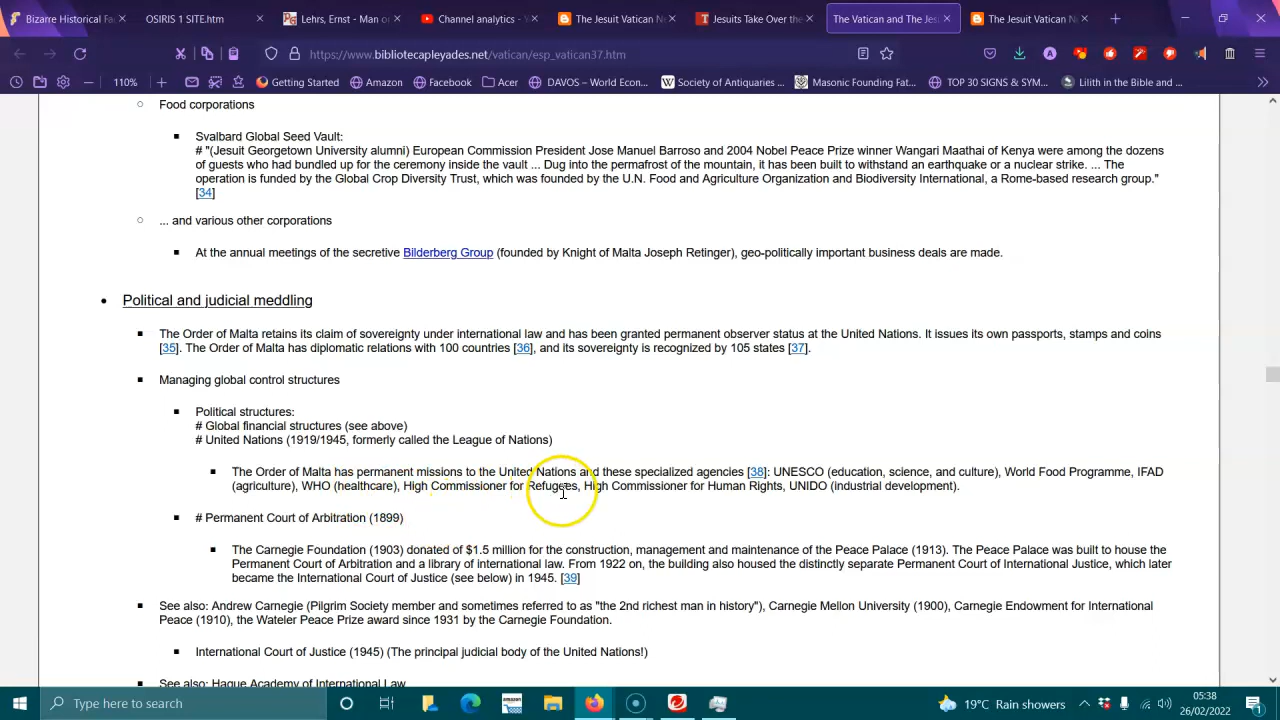 Bizarre Historical Fa
OSIRIS 1 SITE.htm
Lehrs, Ernst - Man o
Channel analytics - Y
The Jesuit Vatican Ne
Jesuits Take Over the
The Vatican and The Jes
The Jesuit Vatican Ne
https://www.bibliotecapleyades.net/vatican/esp_vatican37.htm
110%
Getting Started
Amazon
Facebook
Acer
DAVOS – World Econ...
Society of Antiquaries ...
Masonic Founding Fat...
TOP 30 SIGNS & SYM...
Lilith in the Bible and ...
Food corporations
Svalbard Global Seed Vault:
# "(Jesuit Georgetown University alumni) European Commission President Jose Manuel Barroso and 2004 Nobel Peace Prize winner Wangari Maathai of Kenya were among the dozens
of guests who had bundled up for the ceremony inside the vault ... Dug into the permafrost of the mountain, it has been built to withstand an earthquake or a nuclear strike. ... The
operation is funded by the Global Crop Diversity Trust, which was founded by the U.N. Food and Agriculture Organization and Biodiversity International, a Rome-based research group."
[34]
... and various other corporations
At the annual meetings of the secretive Bilderberg Group (founded by Knight of Malta Joseph Retinger), geo-politically important business deals are made.
Political and judicial meddling
The Order of Malta retains its claim of sovereignty under international law and has been granted permanent observer status at the United Nations. It issues its own passports, stamps and coins
[35]. The Order of Malta has diplomatic relations with 100 countries [36], and its sovereignty is recognized by 105 states [37].
Managing global control structures
Political structures:
# Global financial structures (see above)
# United Nations (1919/1945, formerly called the League of Nations)
The Order of Malta has permanent missions to the United Nations and these specialized agencies [38]: UNESCO (education, science, and culture), World Food Programme, IFAD
(agriculture), WHO (healthcare), High Commissioner for Refugees, High Commissioner for Human Rights, UNIDO (industrial development).
# Permanent Court of Arbitration (1899)
The Carnegie Foundation (1903) donated of $1.5 million for the construction, management and maintenance of the Peace Palace (1913). The Peace Palace was built to house the
Permanent Court of Arbitration and a library of international law. From 1922 on, the building also housed the distinctly separate Permanent Court of International Justice, which later
became the International Court of Justice (see below) in 1945. [39]
See also: Andrew Carnegie (Pilgrim Society member and sometimes referred to as "the 2nd richest man in history"), Carnegie Mellon University (1900), Carnegie Endowment for International
Peace (1910), the Wateler Peace Prize award since 1931 by the Carnegie Foundation.
International Court of Justice (1945) (The principal judicial body of the United Nations!)
See also: Hague Academy of International Law
Type here to search
19°C Rain showers
05:38
26/02/2022